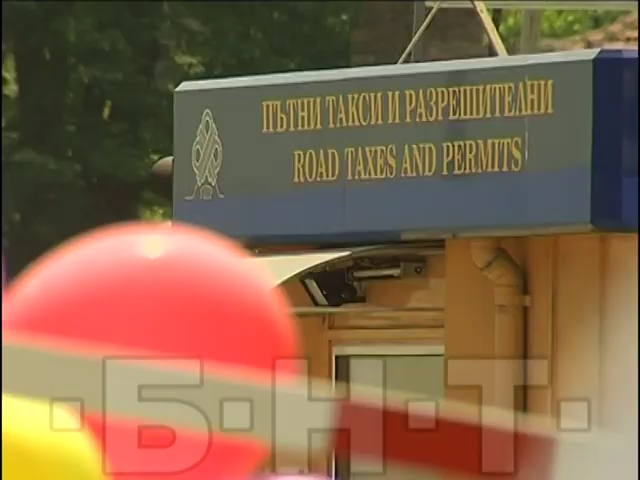 ПЪТНИ ТАКСИ И РАЗРЕШИТЕЛНИ
ROAD TAXES AND PERMITS
·Б·Н·Т·